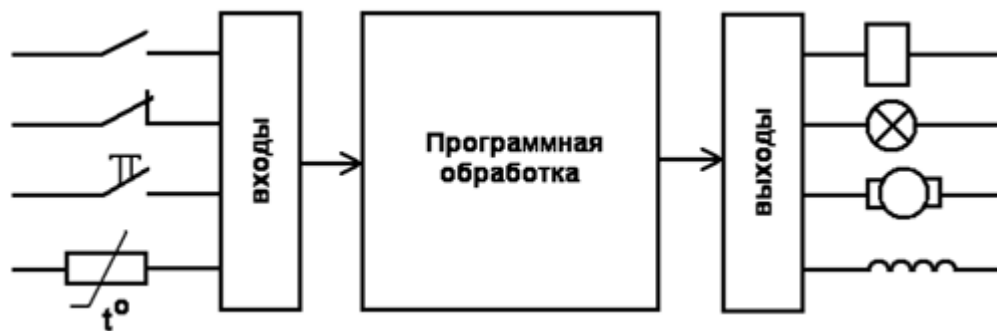 входы
Программная
обработка
выходы
t°